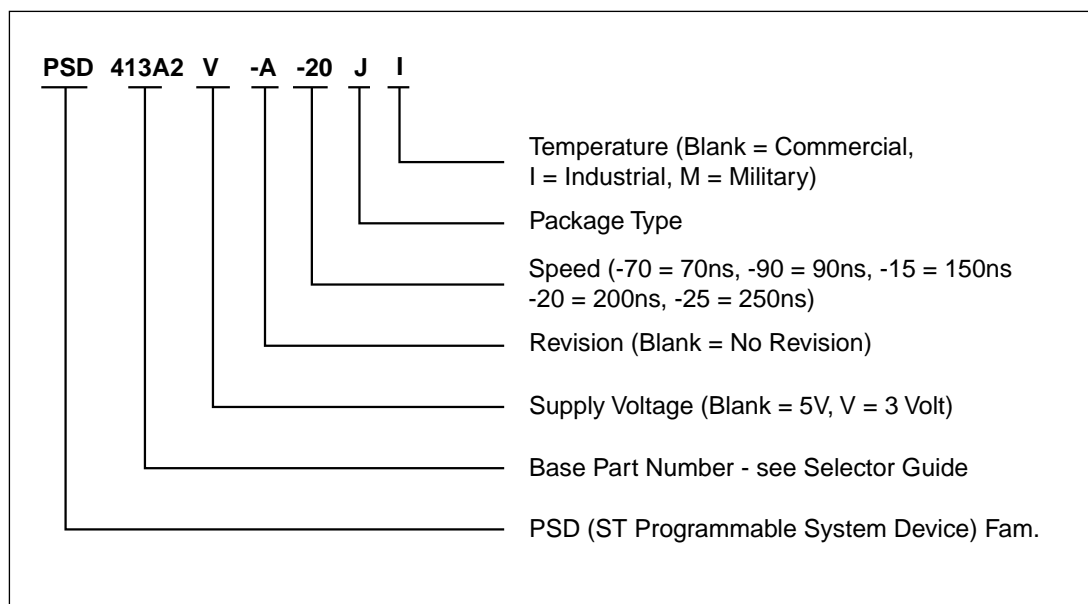 PSD 413A2 V -A -20 J I
Temperature (Blank = Commercial,
I = Industrial, M = Military)
Package Type
Speed (-70 = 70ns, -90 = 90ns, -15 = 150ns
-20 = 200ns, -25 = 250ns)
Revision (Blank = No Revision)
Supply Voltage (Blank = 5V, V = 3 Volt)
Base Part Number - see Selector Guide
PSD (ST Programmable System Device) Fam.